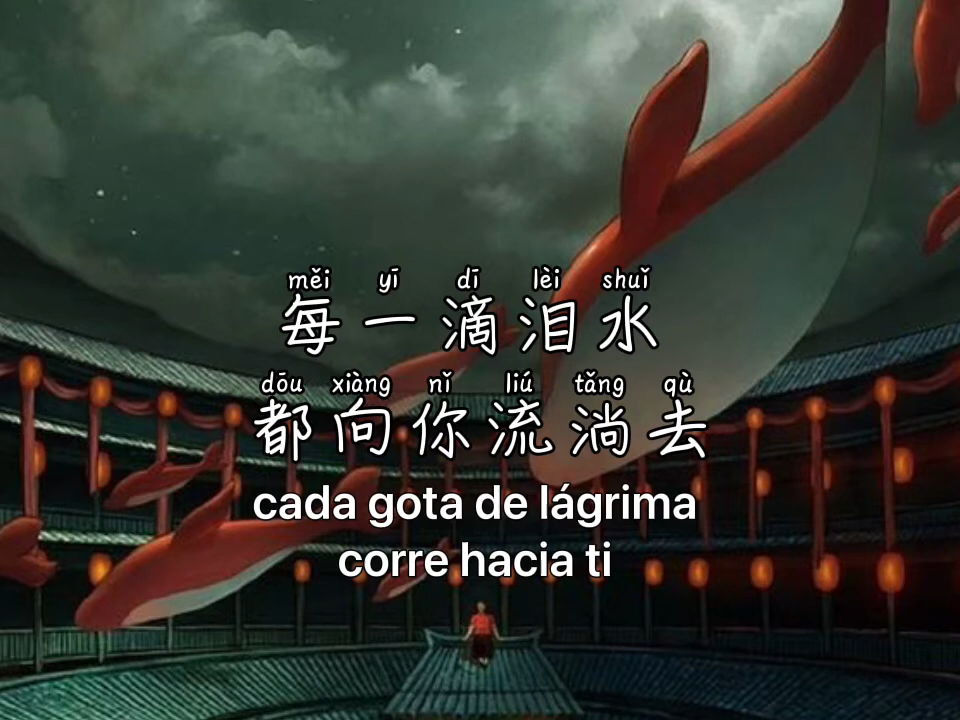 měi yī dī lèi shuǐ
每一滴泪水
dōu xiàng nǐ liú tǎng qù
都向你流淌去
cada gota de lágrima
corre hacia ti